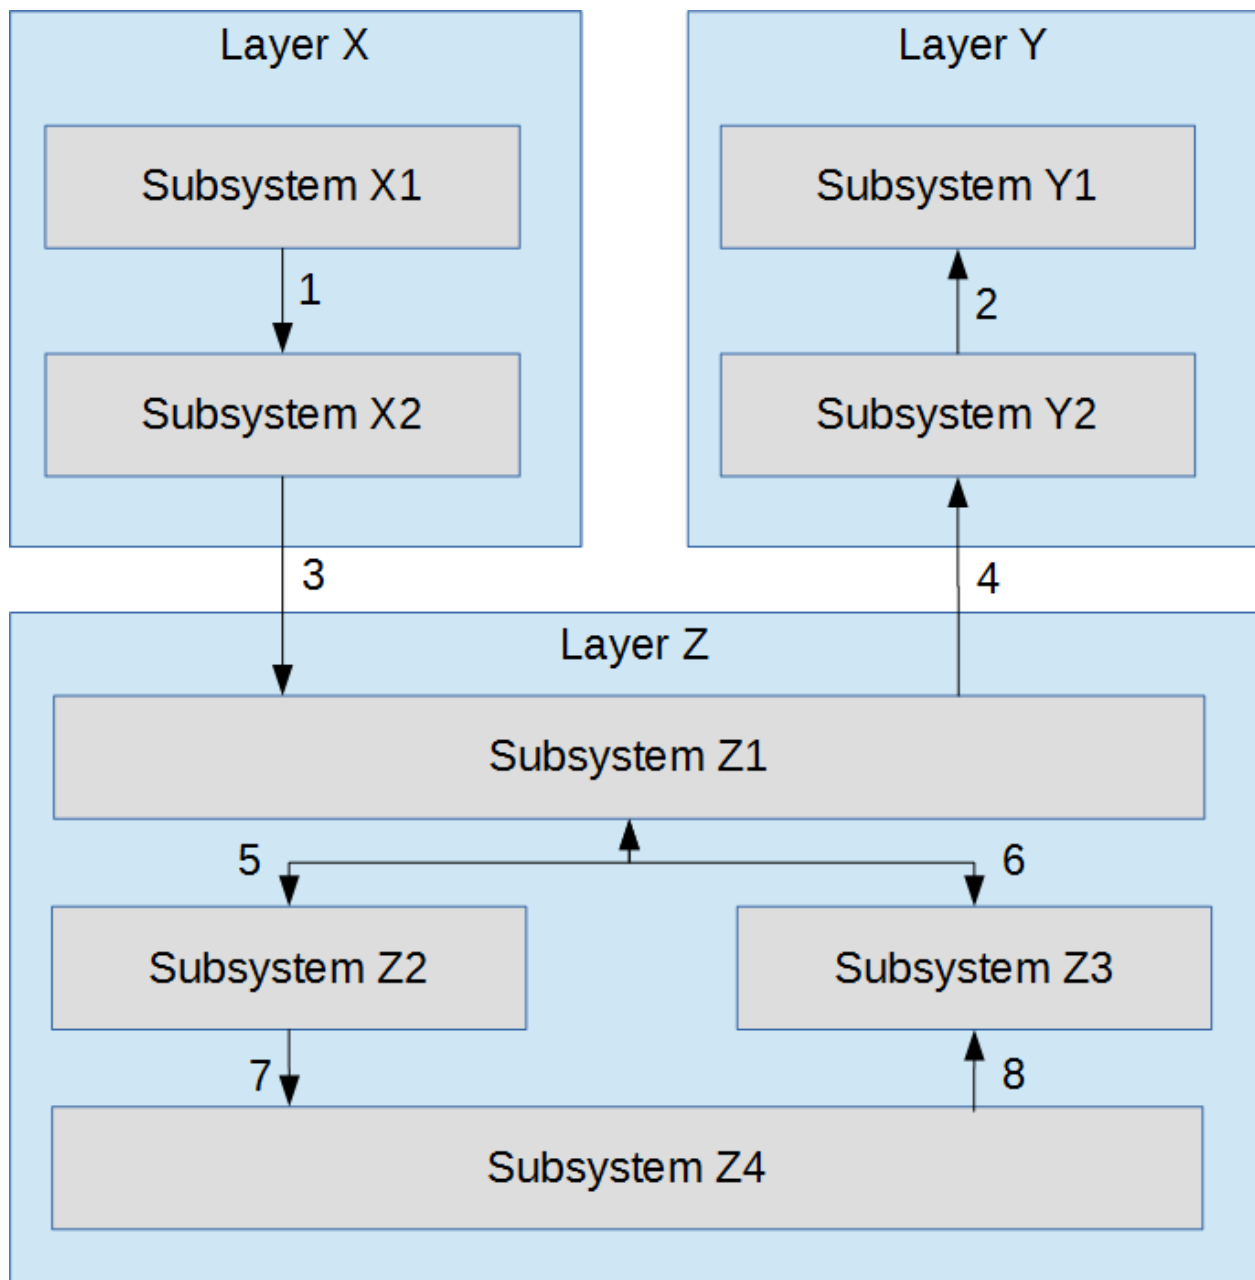 Layer X
Layer Y
Subsystem X1
Subsystem Y1
1
2
Subsystem X2
Subsystem Y2
3
4
Layer Z
Subsystem Z1
5
6
Subsystem Z2
Subsystem Z3
7
8
Subsystem Z4